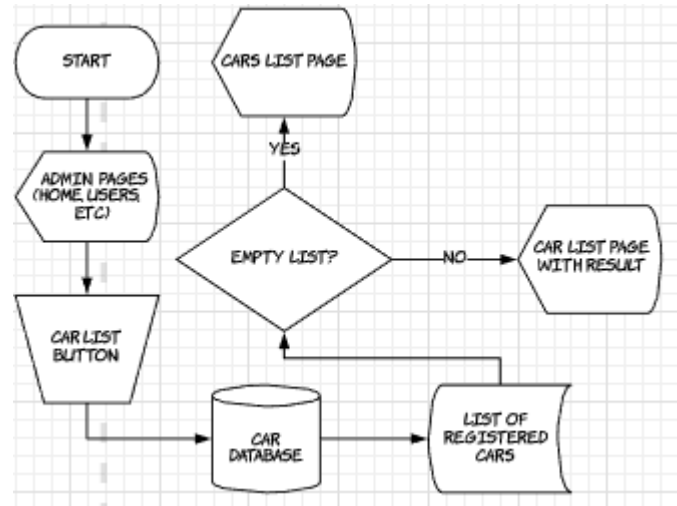 START
CARS LIST PAGE
YES
ADMIN PAGES
(HOME, USERS,
ETC)
EMPTY LIST?
NO
CAR LIST PAGE
WITH RESULT
CAR LIST
BUTTON
CAR
DATABASE
LIST OF
REGISTERED
CARS